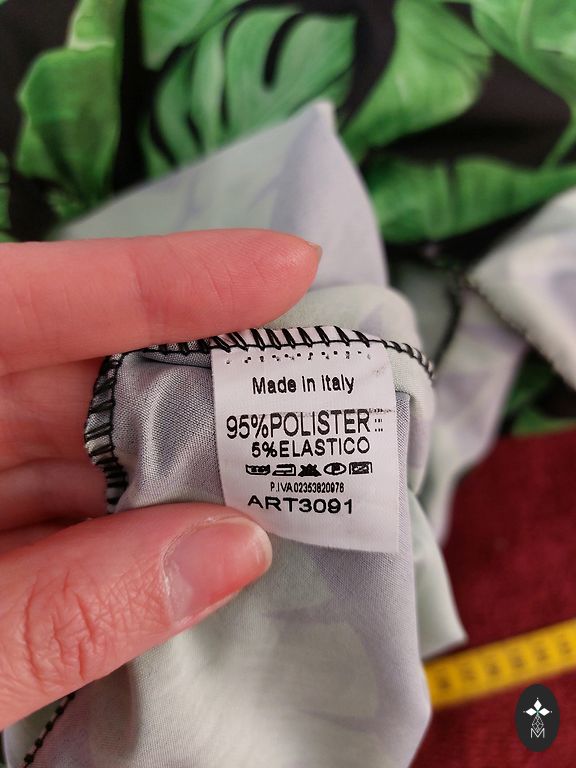 Made in Italy
95%POLISTER
5%ELASTICO
P.IVA02353820976
ART3091